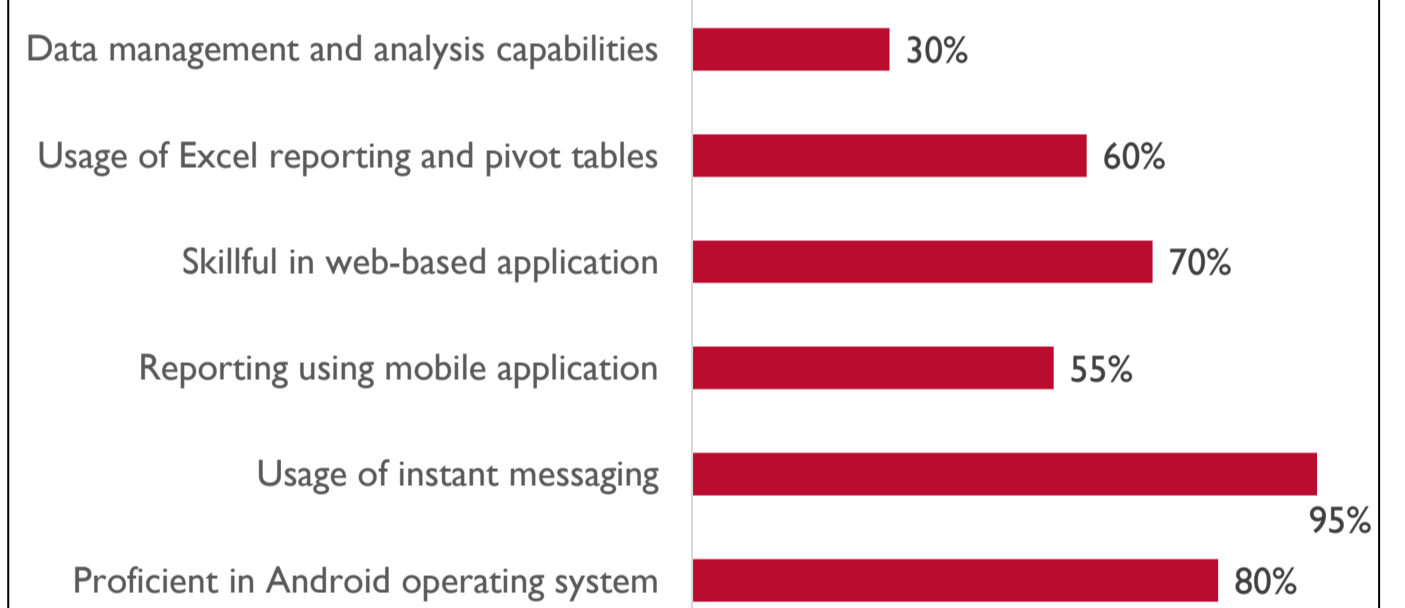 Data management and analysis capabilities 30%
Usage of Excel reporting and pivot tables 60%
Skillful in web-based application 70%
Reporting using mobile application 55%
Usage of instant messaging
95%
Proficient in Android operating system 80%